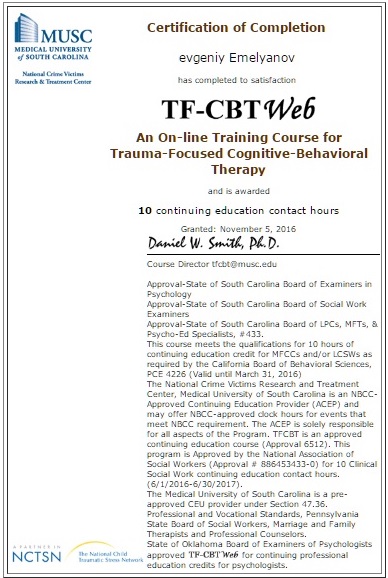 MUSC
MEDICAL UNIVERSITY
of SOUTH CAROLINA
National Crime Victims
Research & Treatment Center
Certification of Completion
evgeniy Emelyanov
has completed to satisfaction
TF-CBT Web
An On-line Training Course for
Trauma-Focused Cognitive-Behavioral
Therapy
and is awarded
10 continuing education contact hours
Granted: November 5, 2016
Daniel W. Smith, Ph.D.
Course Director tfcbt@musc.edu
Approval-State of South Carolina Board of Examiners in
Psychology
Approval-State of South Carolina Board of Social Work
Examiners
Approval-State of South Carolina Board of LPCs, MFTs, &
Psycho-Ed Specialists, #433.
This course meets the qualifications for 10 hours of
continuing education credit for MFCCs and/or LCSWs as
required by the California Board of Behavioral Sciences,
PCE 4226 (Valid until March 31, 2016)
The National Crime Victims Research and Treatment
Center, Medical University of South Carolina is an NBCC-
Approved Continuing Education Provider (ACEP) and
may offer NBCC-approved clock hours for events that
meet NBCC requirement. The ACEP is solely responsible
for all aspects of the Program. TFCBT is an approved
continuing education course (Approval 6512). This
program is Approved by the National Association of
Social Workers (Approval # 886453433-0) for 10 Clinical
Social Work continuing education contact hours.
(6/1/2016-6/30/2017).
The Medical University of South Carolina is a pre-
approved CEU provider under Section 47.36.
Professional and Vocational Standards, Pennsylvania
State Board of Social Workers, Marriage and Family
Therapists and Professional Counselors.
State of Oklahoma Board of Examiners of Psychologists
approved TF-CBT Web for continuing professional
education credits for psychologists.
A PARTNER IN
NCTSN
The National Child
Traumatic Stress Network